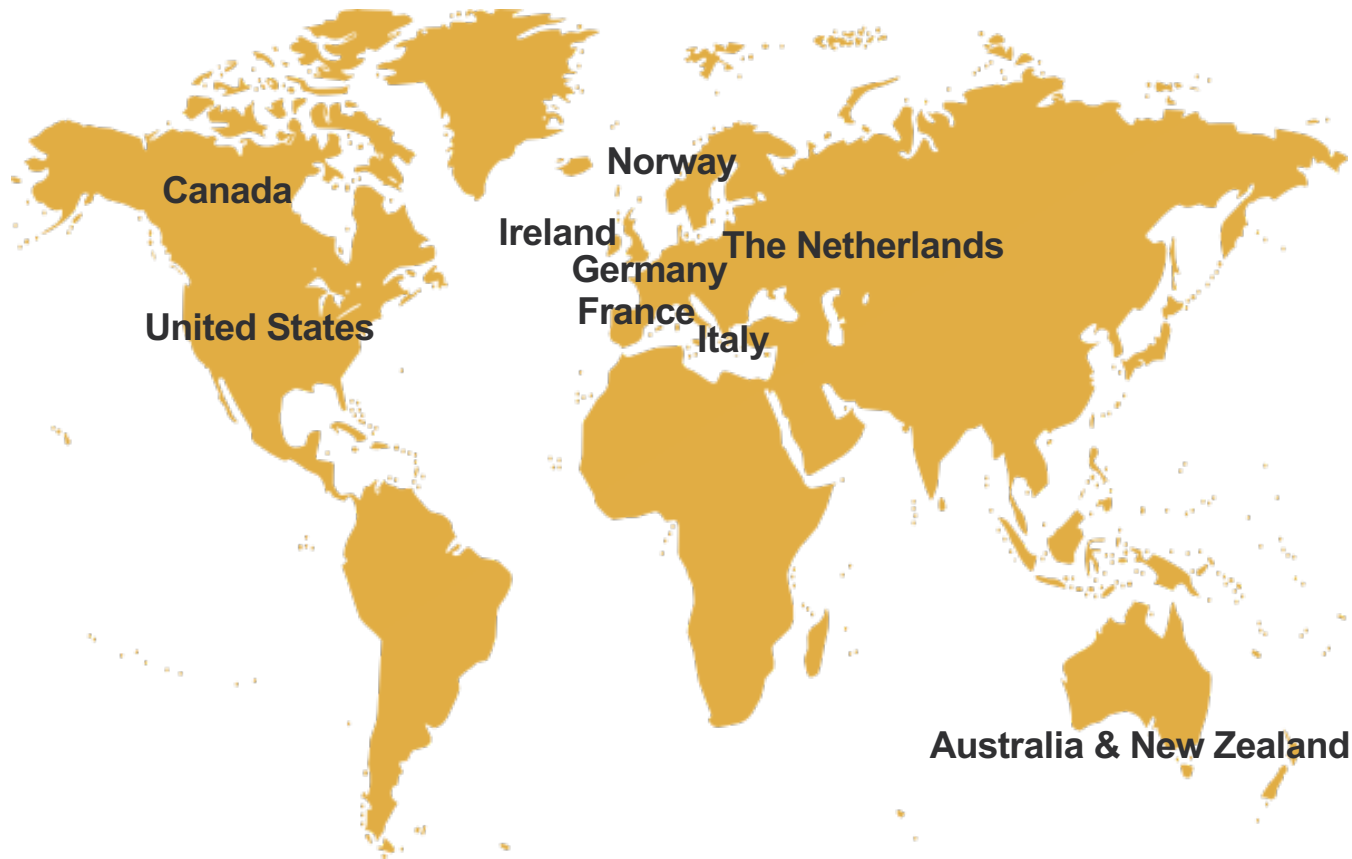 Norway
Canada
Ireland
The Netherlands
Germany
France
United States
Italy
Australia & New Zealand